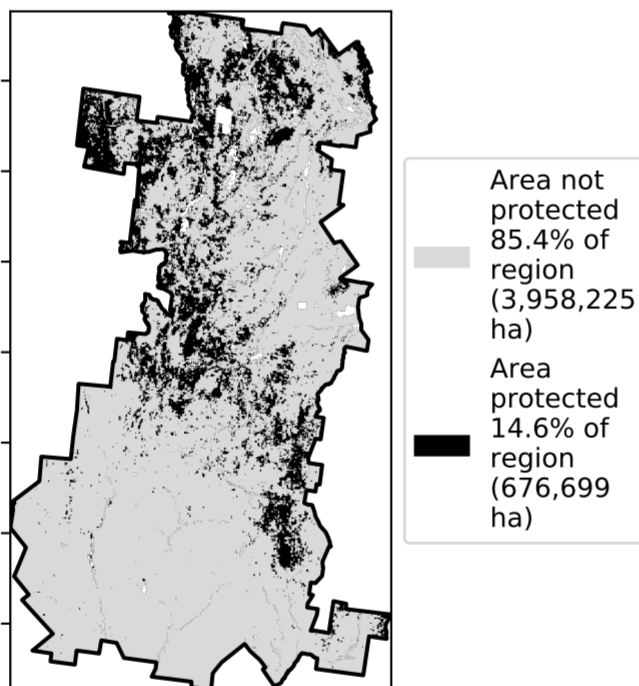 Area not
protected
85.4% of
region
(3,958,225
ha)
Area
protected
14.6% of
region
(676,699
ha)